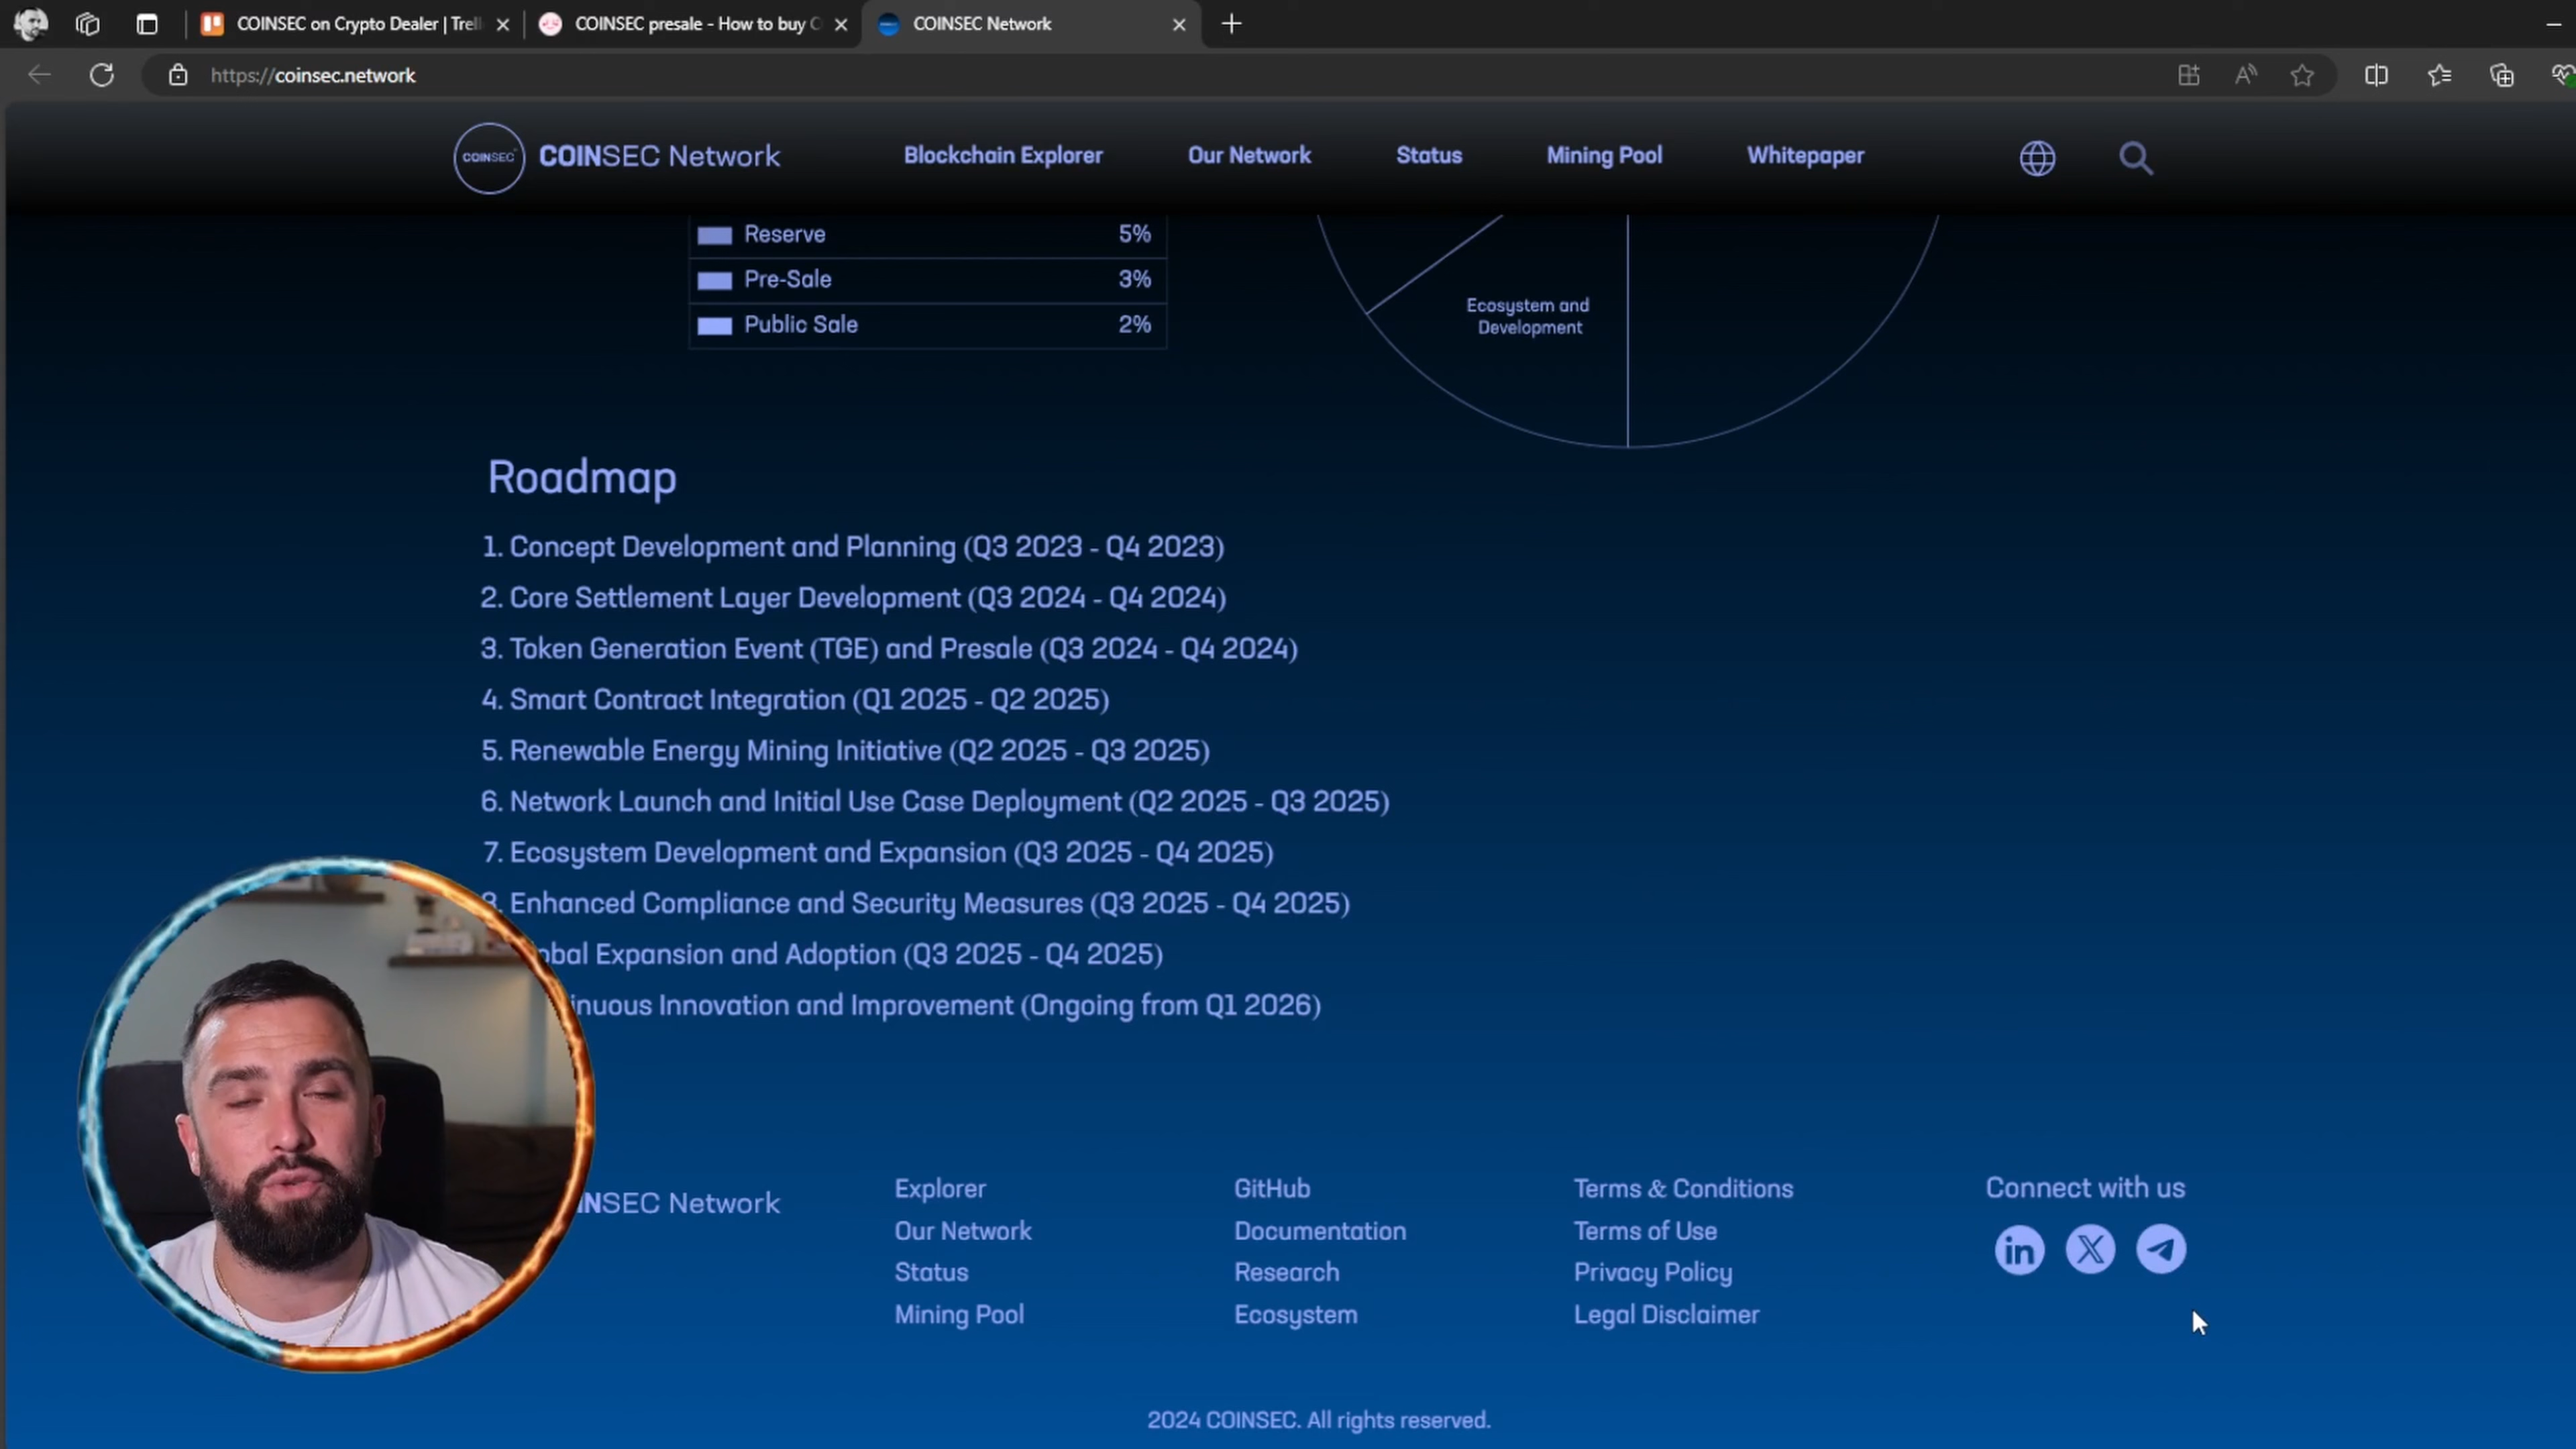 COINSEC on Crypto Dealer | Trell
COINSEC presale - How to buy C
COINSEC Network
https://coinsec.network
COINSEC
COINSEC Network
Blockchain Explorer
Our Network
Status
Mining Pool
Whitepaper
Reserve 5%
Pre-Sale 3%
Public Sale 2%
Ecosystem and
Development
Roadmap
1. Concept Development and Planning (Q3 2023 - Q4 2023)
2. Core Settlement Layer Development (Q3 2024 - Q4 2024)
3. Token Generation Event (TGE) and Presale (Q3 2024 - Q4 2024)
4. Smart Contract Integration (Q1 2025 - Q2 2025)
5. Renewable Energy Mining Initiative (Q2 2025 - Q3 2025)
6. Network Launch and Initial Use Case Deployment (Q2 2025 - Q3 2025)
7. Ecosystem Development and Expansion (Q3 2025 - Q4 2025)
8. Enhanced Compliance and Security Measures (Q3 2025 - Q4 2025)
obal Expansion and Adoption (Q3 2025 - Q4 2025)
inuous Innovation and Improvement (Ongoing from Q1 2026)
INSEC Network
Explorer
Our Network
Status
Mining Pool
GitHub
Documentation
Research
Ecosystem
Terms & Conditions
Terms of Use
Privacy Policy
Legal Disclaimer
Connect with us
in
X
2024 COINSEC. All rights reserved.